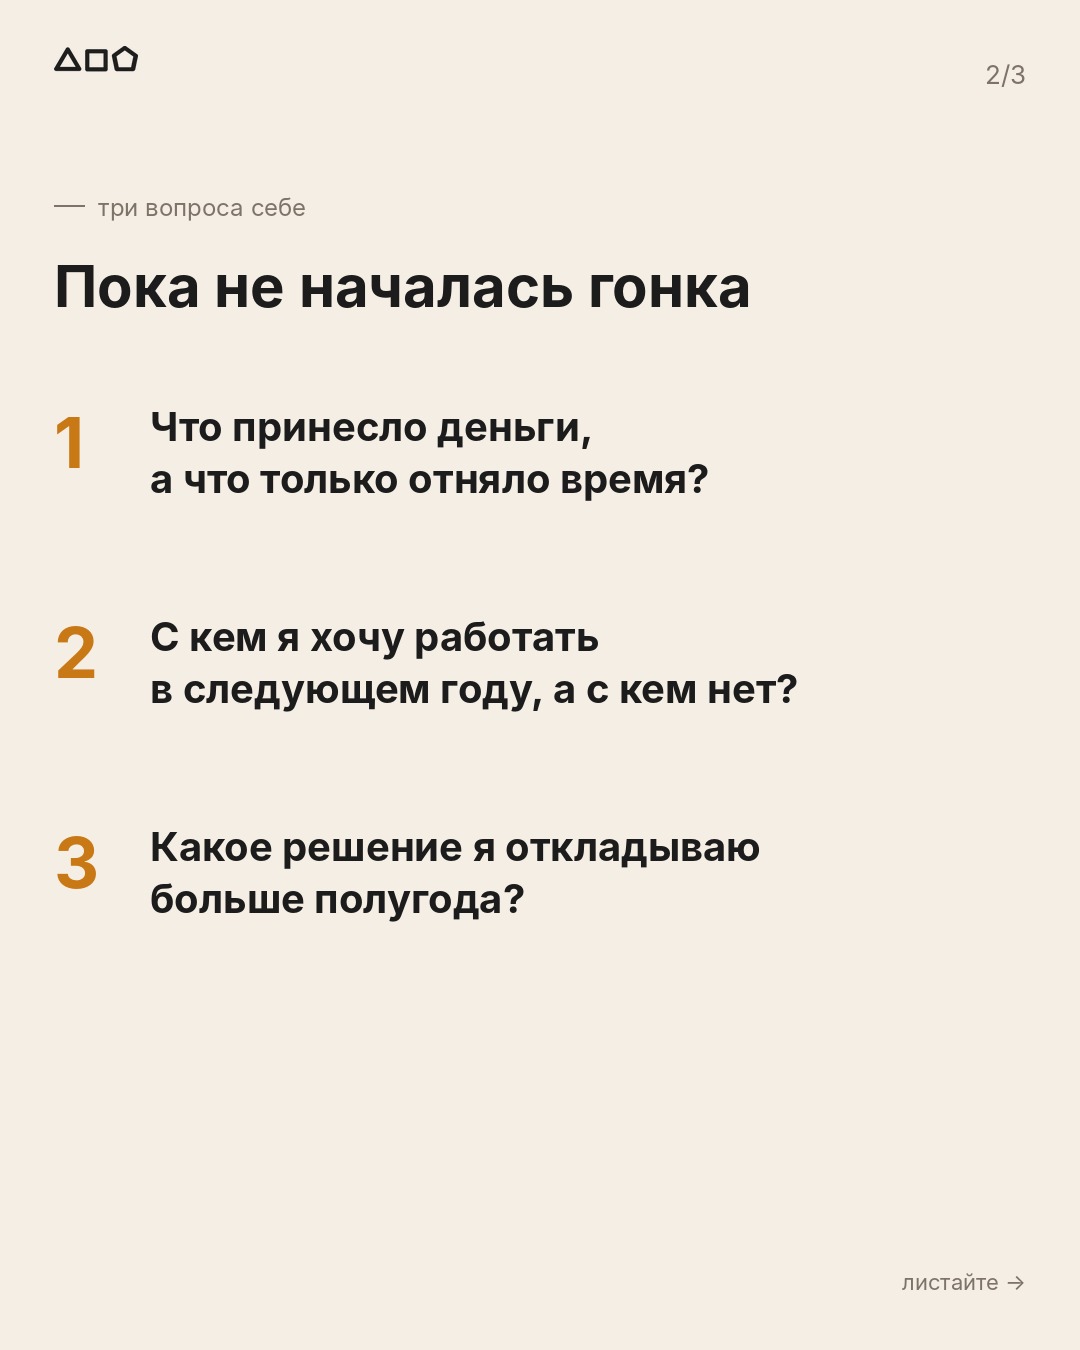 2/3
— три вопроса себе
Пока не началась гонка
1
Что принесло деньги,
а что только отняло время?
2
С кем я хочу работать
в следующем году, а с кем нет?
3
Какое решение я откладываю
больше полугода?
листайте →